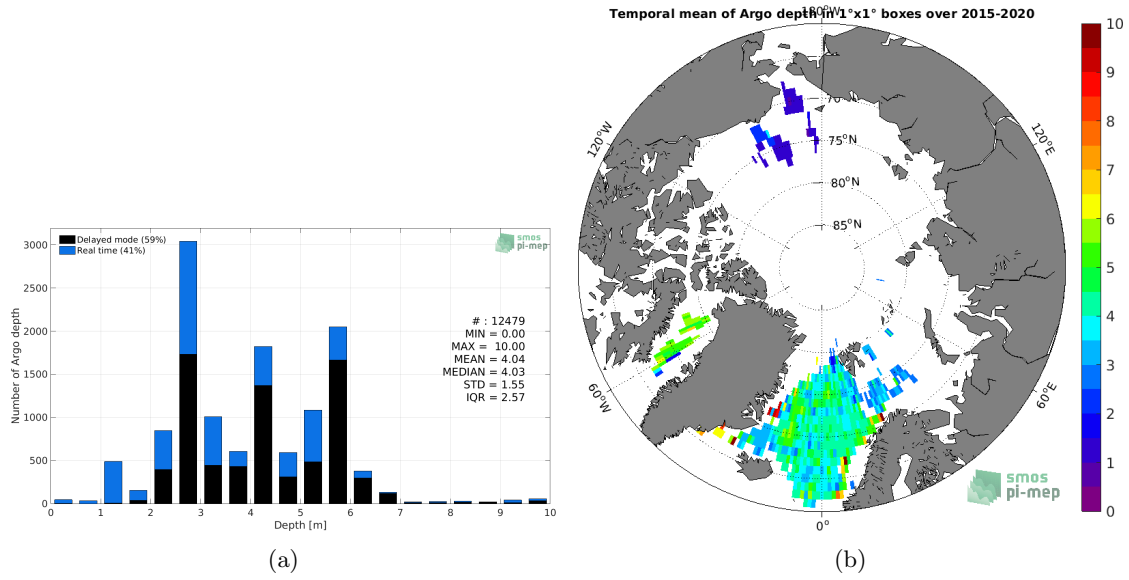 Temporal mean of Argo depth in 1°x1° boxes over 2015-2020
180°W
120°W
120°E
60°W
60°E
0°
75°N
80°N
85°N
10
9
8
7
6
5
4
3
2
1
0
smos
pi-mep
Delayed mode (59%)
Real time (41%)
smos
pi-mep
# : 12479
MIN = 0.00
MAX = 10.00
MEAN = 4.04
MEDIAN = 4.03
STD = 1.55
IQR = 2.57
Number of Argo depth
3000
2500
2000
1500
1000
500
0
0 1 2 3 4 5 6 7 8 9 10
Depth [m]
(a)
(b)